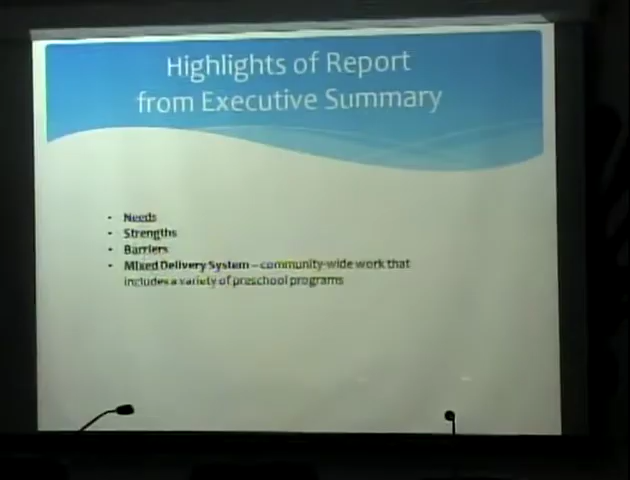 Highlights of Report
from Executive Summary
• Needs
• Strengths
• Barriers
• Mixed Delivery System – community-wide work that
includes a variety of preschool programs